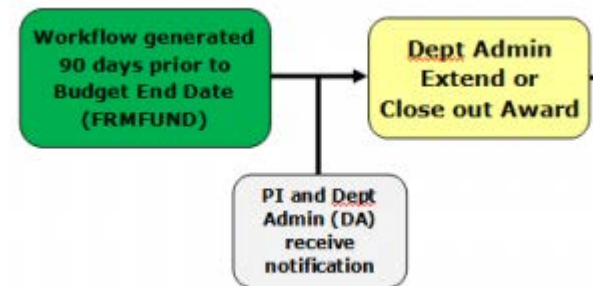 Workflow generated
90 days prior to
Budget End Date
(FRMFUND)
Dept Admin
Extend or
Close out Award
PI and Dept
Admin (DA)
receive
notification